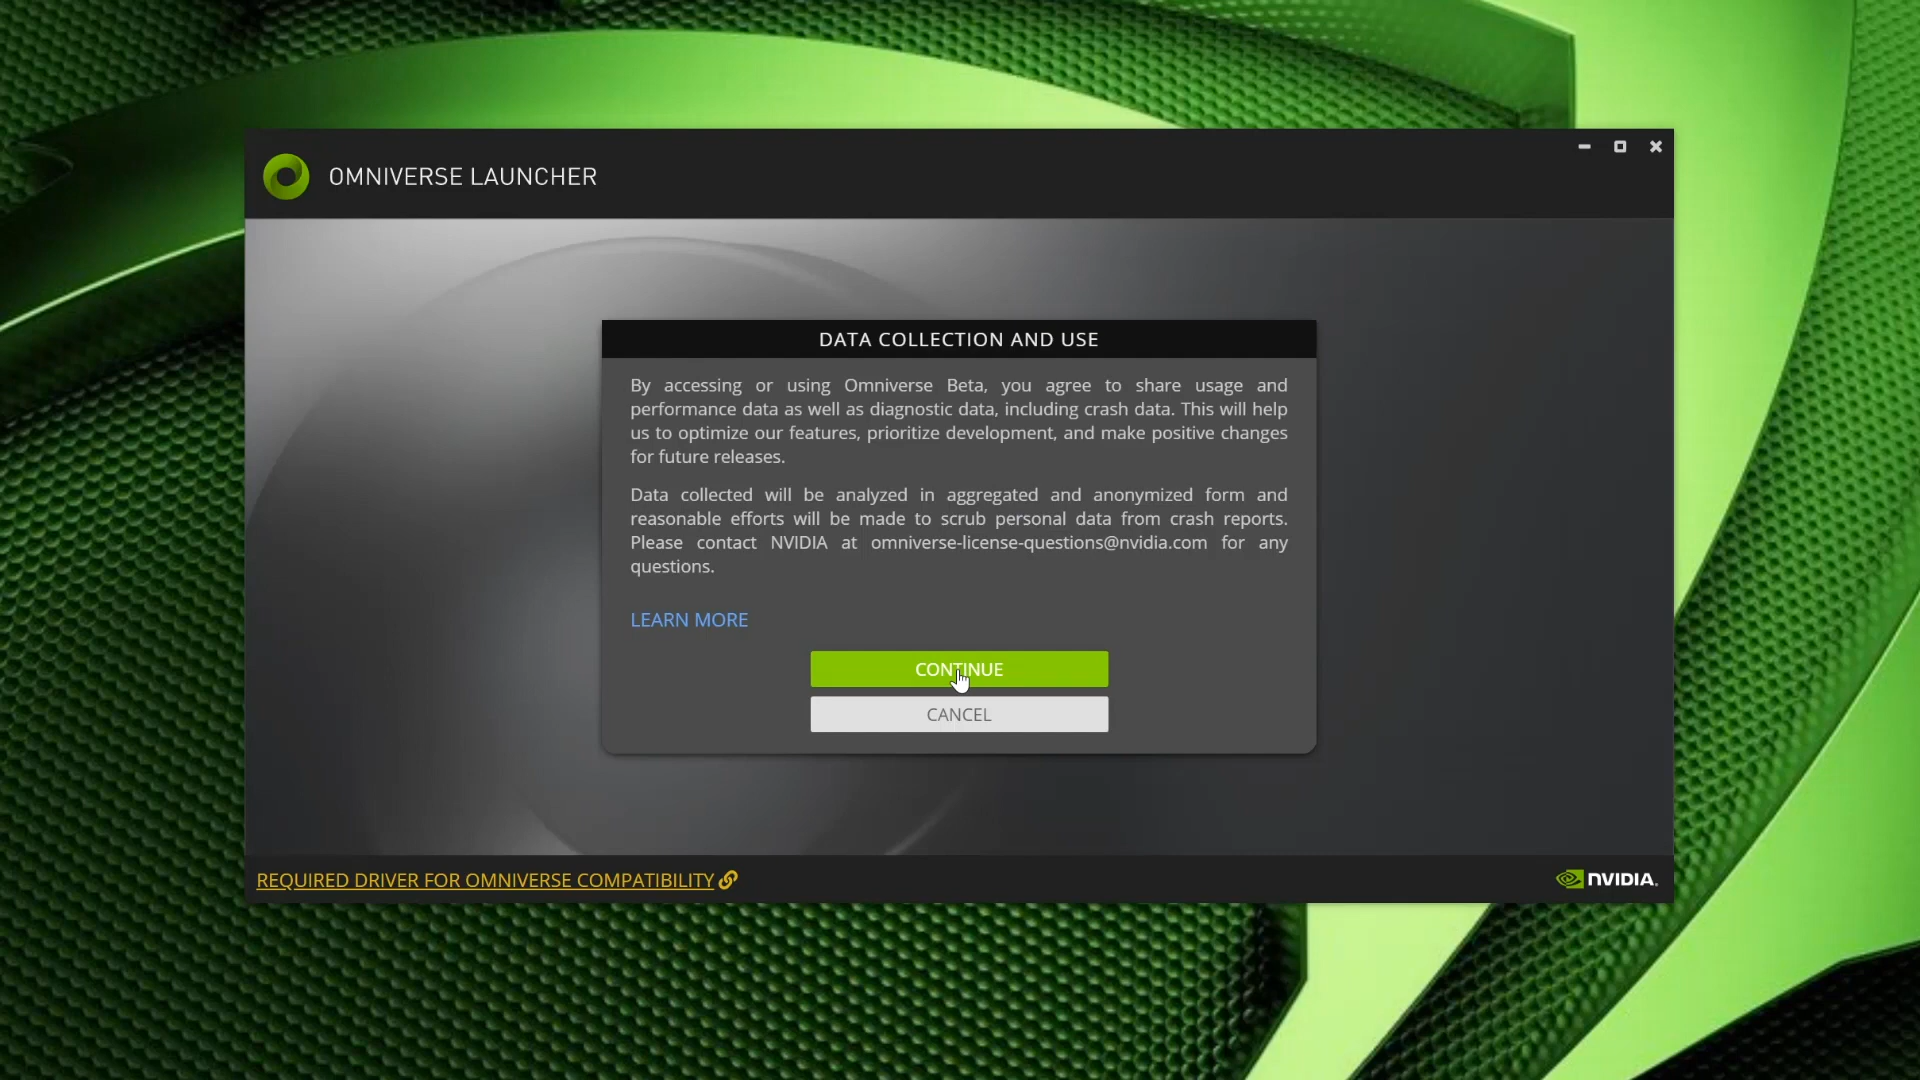 OMNIVERSE LAUNCHER
DATA COLLECTION AND USE
By accessing or using Omniverse Beta, you agree to share usage and
performance data as well as diagnostic data, including crash data. This will help
us to optimize our features, prioritize development, and make positive changes
for future releases.
Data collected will be analyzed in aggregated and anonymized form and
reasonable efforts will be made to scrub personal data from crash reports.
Please contact NVIDIA at omniverse-license-questions@nvidia.com for any
questions.
LEARN MORE
CONTINUE
CANCEL
REQUIRED DRIVER FOR OMNIVERSE COMPATIBILITY
NVIDIA.